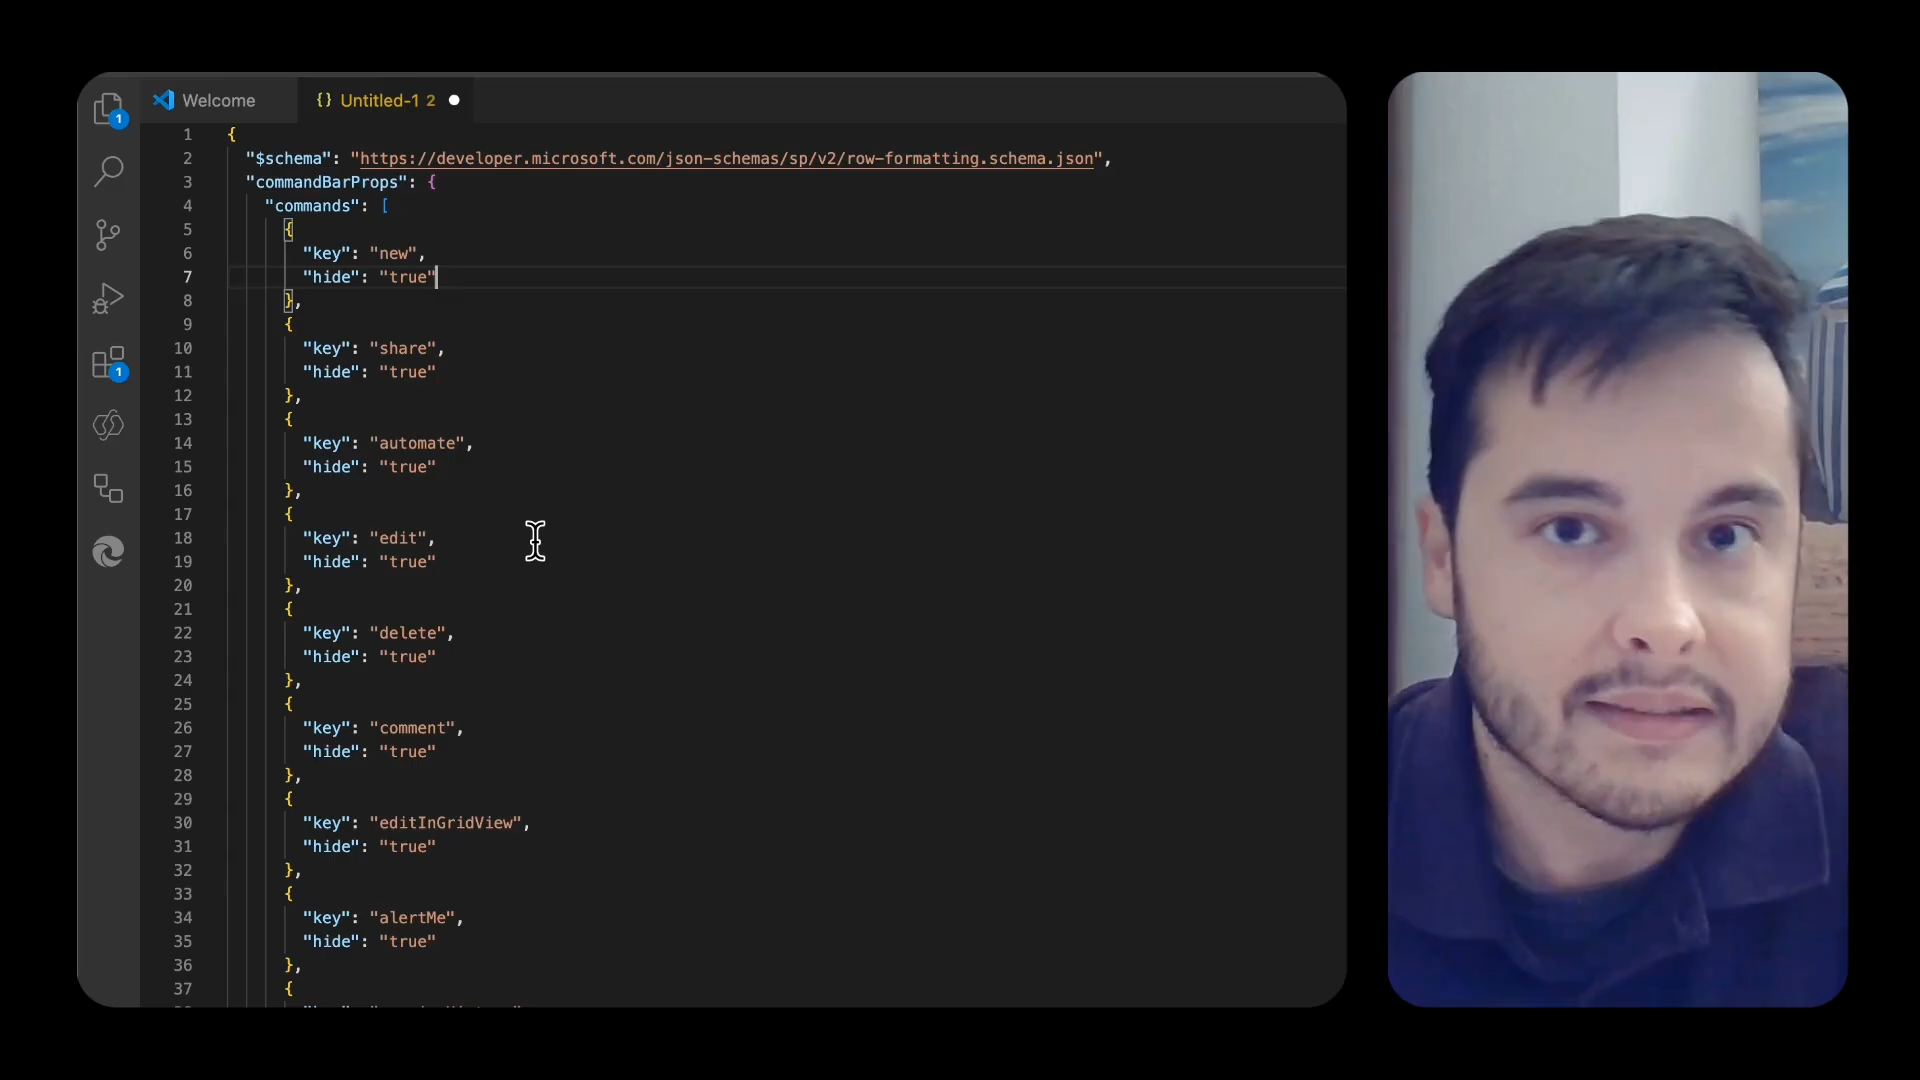 Welcome
{} Untitled-1 2
1
1
1 {
2 "$schema": "https://developer.microsoft.com/json-schemas/sp/v2/row-formatting.schema.json",
3 "commandBarProps": {
4 "commands": [
5 {
6 "key": "new",
7 "hide": "true"
8 },
9 {
10 "key": "share",
11 "hide": "true"
12 },
13 {
14 "key": "automate",
15 "hide": "true"
16 },
17 {
18 "key": "edit",
19 "hide": "true"
20 },
21 {
22 "key": "delete",
23 "hide": "true"
24 },
25 {
26 "key": "comment",
27 "hide": "true"
28 },
29 {
30 "key": "editInGridView",
31 "hide": "true"
32 },
33 {
34 "key": "alertMe",
35 "hide": "true"
36 },
37 {